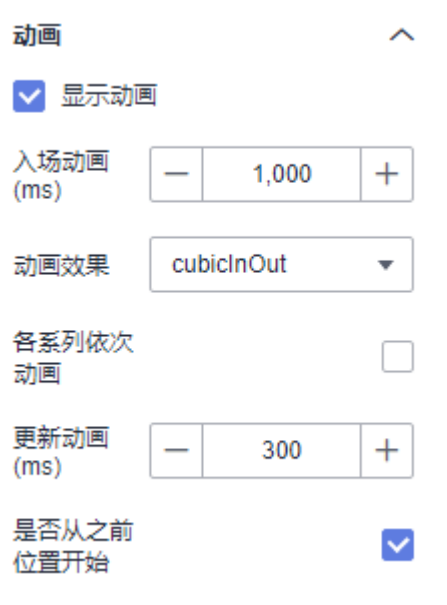 动画
显示动画
入场动画
(ms)
1,000
动画效果
cubicInOut
各系列依次
动画
更新动画
(ms)
300
是否从之前
位置开始